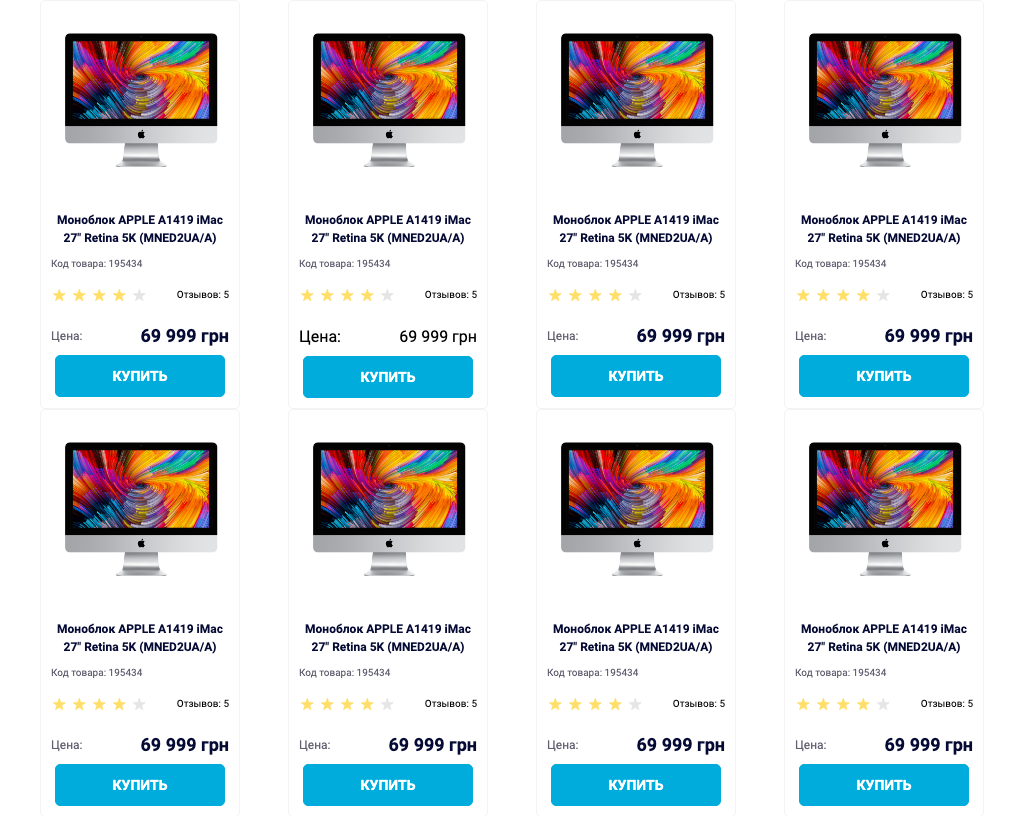 Моноблок APPLE A1419 iMac
27" Retina 5K (MNED2UA/A)
Код товара: 195434
Отзывов: 5
Цена: 69 999 грн
КУПИТЬ
Моноблок APPLE A1419 iMac
27" Retina 5K (MNED2UA/A)
Код товара: 195434
Отзывов: 5
Цена: 69 999 грн
КУПИТЬ
Моноблок APPLE A1419 iMac
27" Retina 5K (MNED2UA/A)
Код товара: 195434
Отзывов: 5
Цена: 69 999 грн
КУПИТЬ
Моноблок APPLE A1419 iMac
27" Retina 5K (MNED2UA/A)
Код товара: 195434
Отзывов: 5
Цена: 69 999 грн
КУПИТЬ
Моноблок APPLE A1419 iMac
27" Retina 5K (MNED2UA/A)
Код товара: 195434
Отзывов: 5
Цена: 69 999 грн
КУПИТЬ
Моноблок APPLE A1419 iMac
27" Retina 5K (MNED2UA/A)
Код товара: 195434
Отзывов: 5
Цена: 69 999 грн
КУПИТЬ
Моноблок APPLE A1419 iMac
27" Retina 5K (MNED2UA/A)
Код товара: 195434
Отзывов: 5
Цена: 69 999 грн
КУПИТЬ
Моноблок APPLE A1419 iMac
27" Retina 5K (MNED2UA/A)
Код товара: 195434
Отзывов: 5
Цена: 69 999 грн
КУПИТЬ